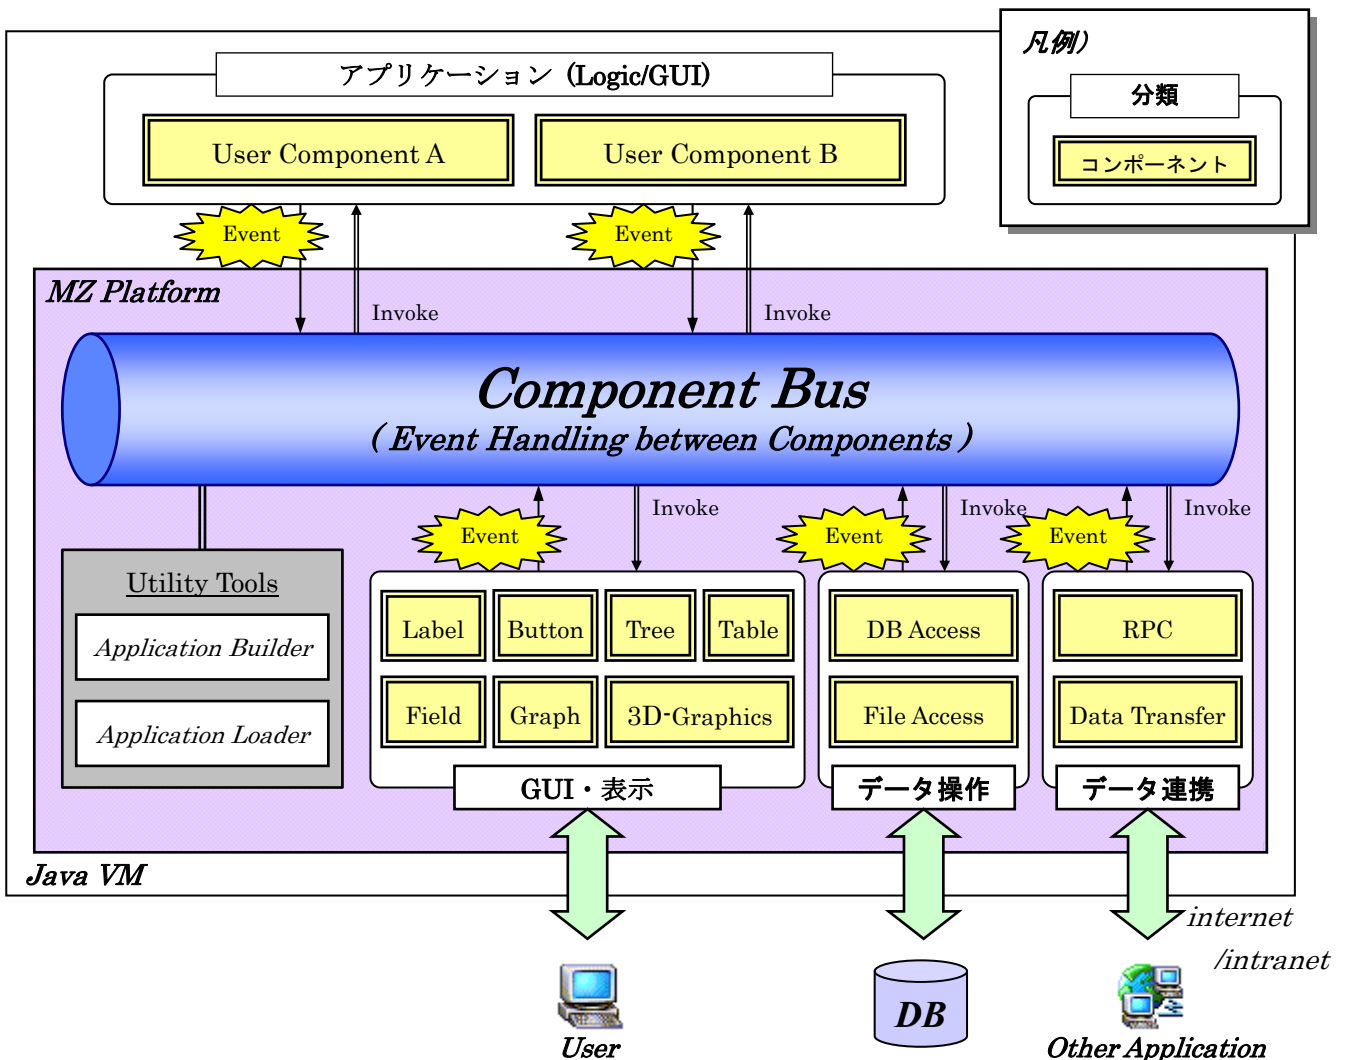 凡例）
分類
コンポーネント
アプリケーション (Logic/GUI)
User Component A
User Component B
Event
Event
MZ Platform
Invoke
Invoke
Component Bus
( Event Handling between Components )
Invoke
Invoke
Invoke
Event
Event
Event
Utility Tools
Application Builder
Application Loader
Label
Button
Tree
Table
Field
Graph
3D-Graphics
GUI・表示
DB Access
File Access
データ操作
RPC
Data Transfer
データ連携
Java VM
internet
/intranet
User
DB
Other Application